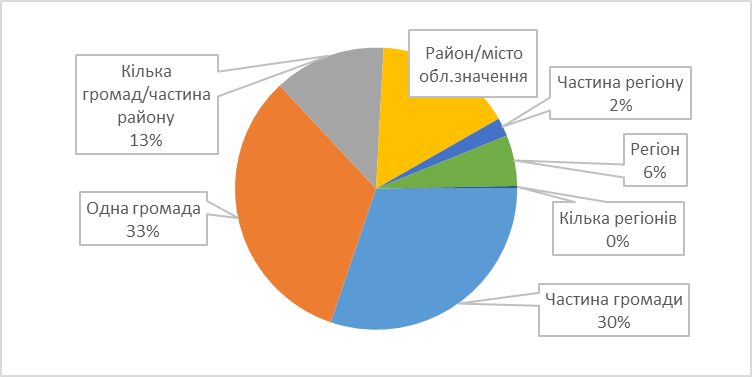 Район/місто
обл.значення
Кілька
громад/частина
району
13%
Частина регіону
2%
Регіон
6%
Одна громада
33%
Кілька регіонів
0%
Частина громади
30%